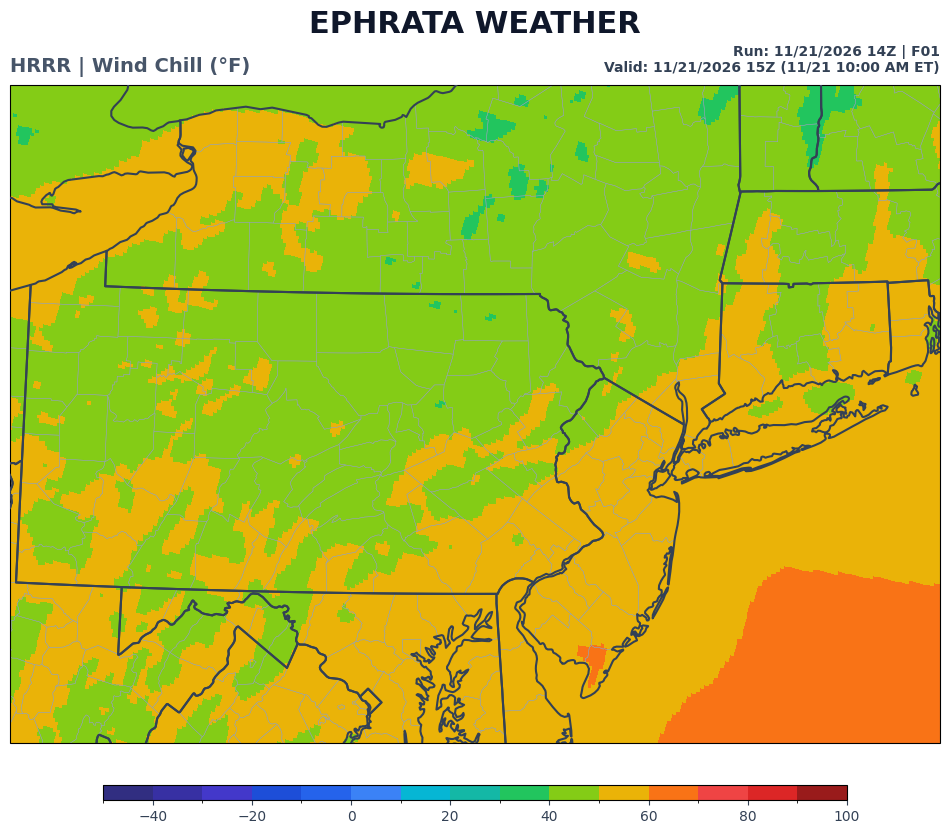 EPHRATA WEATHER
HRRR | Wind Chill (°F)
Run: 11/21/2026 14Z | F01
Valid: 11/21/2026 15Z (11/21 10:00 AM ET)
−40 −20 0 20 40 60 80 100